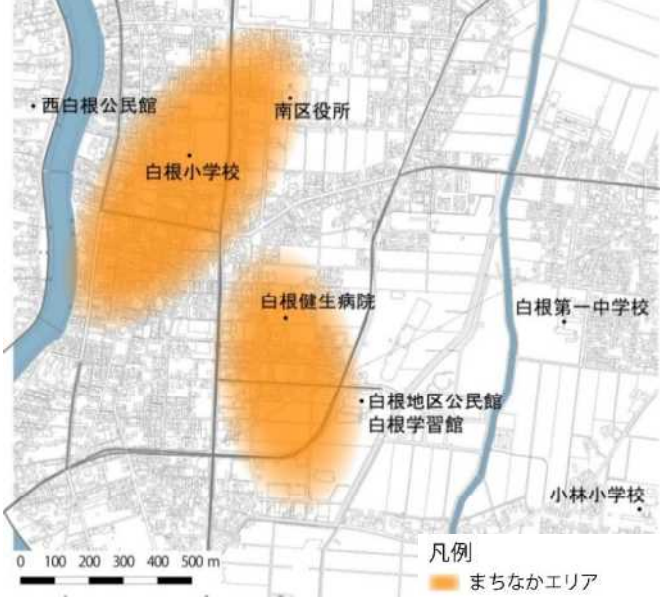 西白根公民館
南区役所
白根小学校
白根健生病院
白根第一中学校
白根地区公民館
白根学習館
小林小学校
0 100 200 300 400 500 m
凡例
まちなかエリア